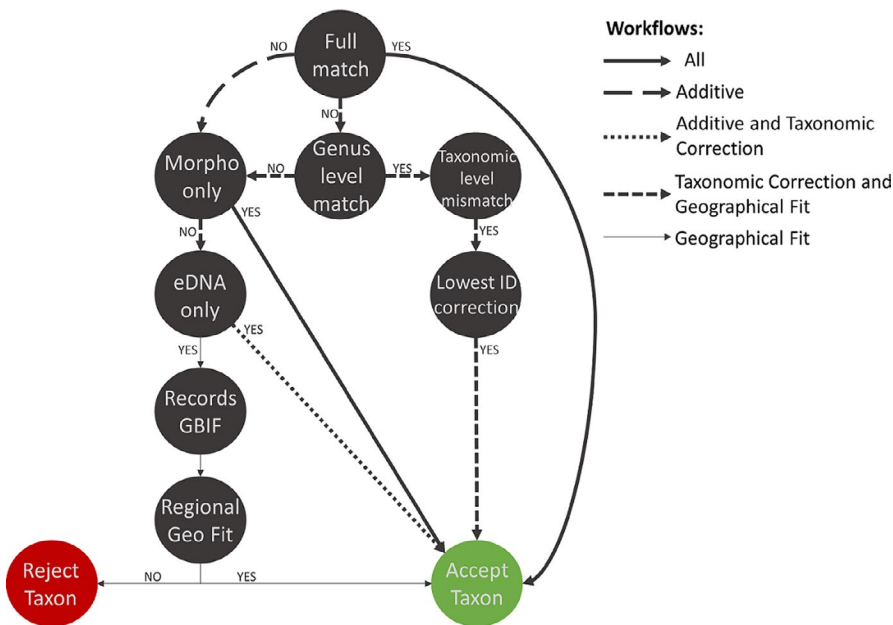 Workflows:
All
Additive
Additive and Taxonomic
Correction
Taxonomic Correction and
Geographical Fit
Geographical Fit
NO
Full
match
YES
NO
Morpho
only
NO
Genus
level
match
YES
Taxonomic
level
mismatch
YES
NO
YES
eDNA
only
YES
Lowest ID
correction
YES
YES
Records
GBIF
Regional
Geo Fit
Reject
Taxon
NO
YES
Accept
Taxon